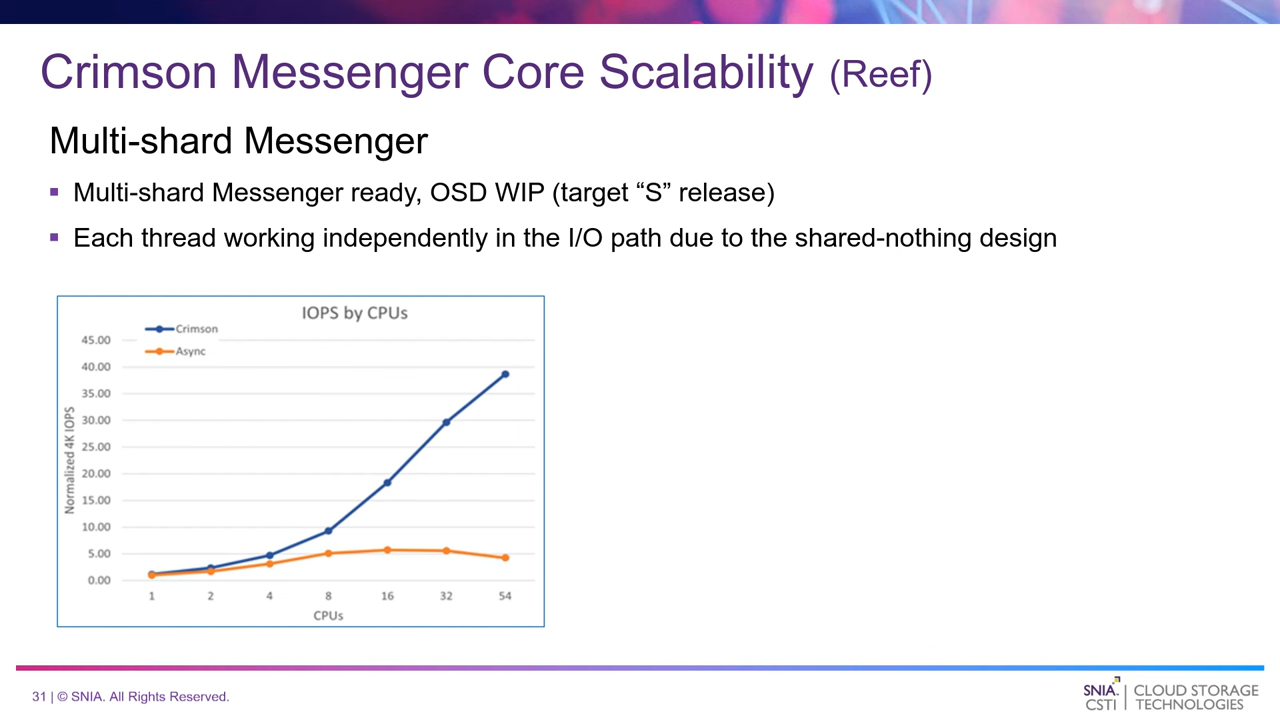 Crimson Messenger Core Scalability (Reef)
Multi-shard Messenger
▪ Multi-shard Messenger ready, OSD WIP (target “S” release)
▪ Each thread working independently in the I/O path due to the shared-nothing design
IOPS by CPUs
Crimson
Async
45.00
40.00
35.00
30.00
25.00
20.00
15.00
10.00
5.00
0.00
Normalized 4K IOPS
1 2 4 8 16 32 54
CPUs
31 | © SNIA. All Rights Reserved.
SNIA. | CLOUD STORAGE
CSTI | TECHNOLOGIES